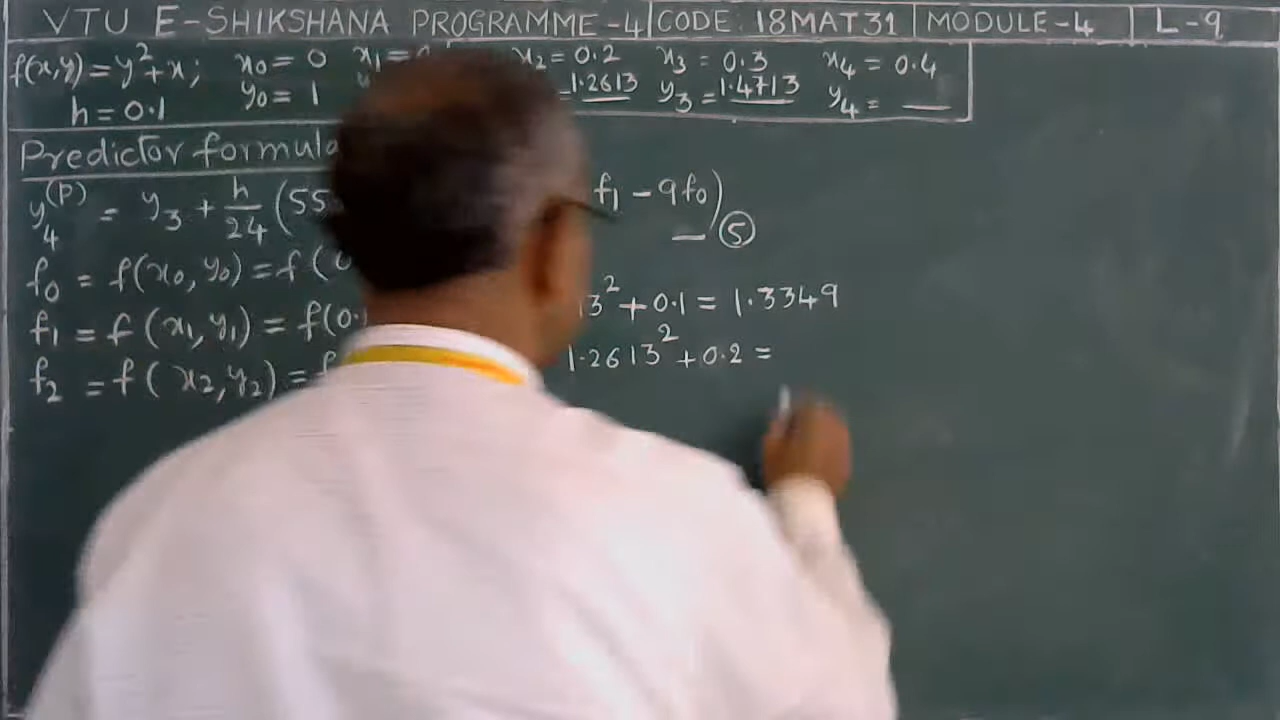 VTU E-SHIKSHANA PROGRAMME-4 CODE: 18MAT31 MODULE-4 L-9
f(x,y)=y²+x; x₀= 0 x₁= x₂=0.2 x₃ = 0.3 x₄ = 0.4
h=0.1 y₀= 1 =1.2613 y₃ =1.4713 y₄= __
Predictor formula
y₄⁽ᴾ⁾ = y₃ + h/24 (55 f₁ - 9f₀)
— ⑤
f₀ = f(x₀, y₀) = f(0
f₁ = f(x₁, y₁) = f(0. 13² + 0.1 = 1.3349
f₂ = f(x₂, y₂) = f 1.2613² + 0.2 =